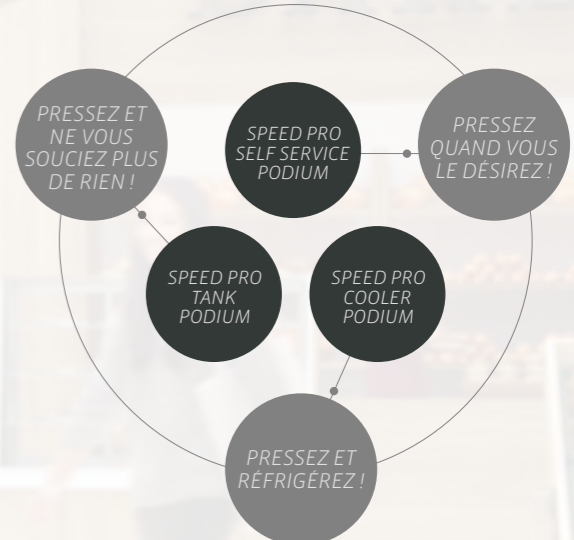 PRESSEZ ET
NE VOUS
SOUCIEZ PLUS
DE RIEN !
SPEED PRO
SELF SERVICE
PODIUM
PRESSEZ
QUAND VOUS
LE DÉSIREZ !
SPEED PRO
TANK
PODIUM
SPEED PRO
COOLER
PODIUM
PRESSEZ ET
RÉFRIGÉREZ !